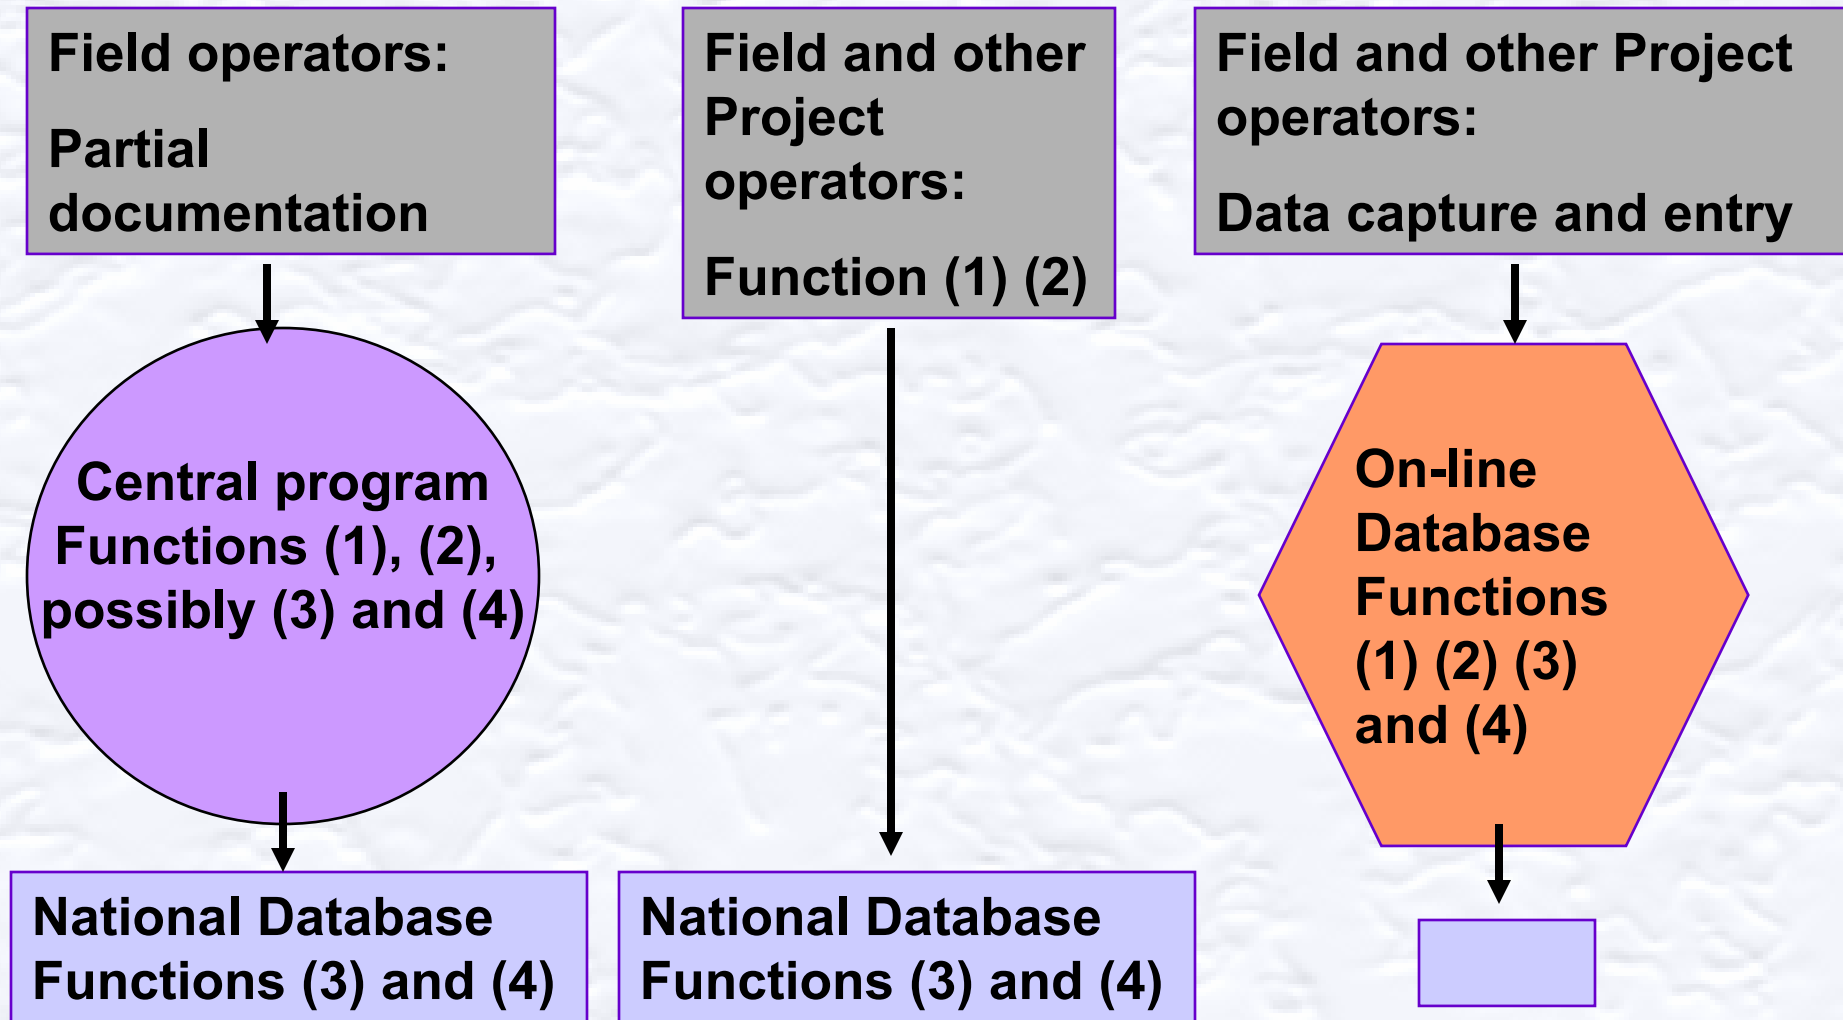 Field operators:
Partial
documentation
Field and other
Project
operators:
Function (1) (2)
Field and other Project
operators:
Data capture and entry
Central program
Functions (1), (2),
possibly (3) and (4)
On-line
Database
Functions
(1) (2) (3)
and (4)
National Database
Functions (3) and (4)
National Database
Functions (3) and (4)